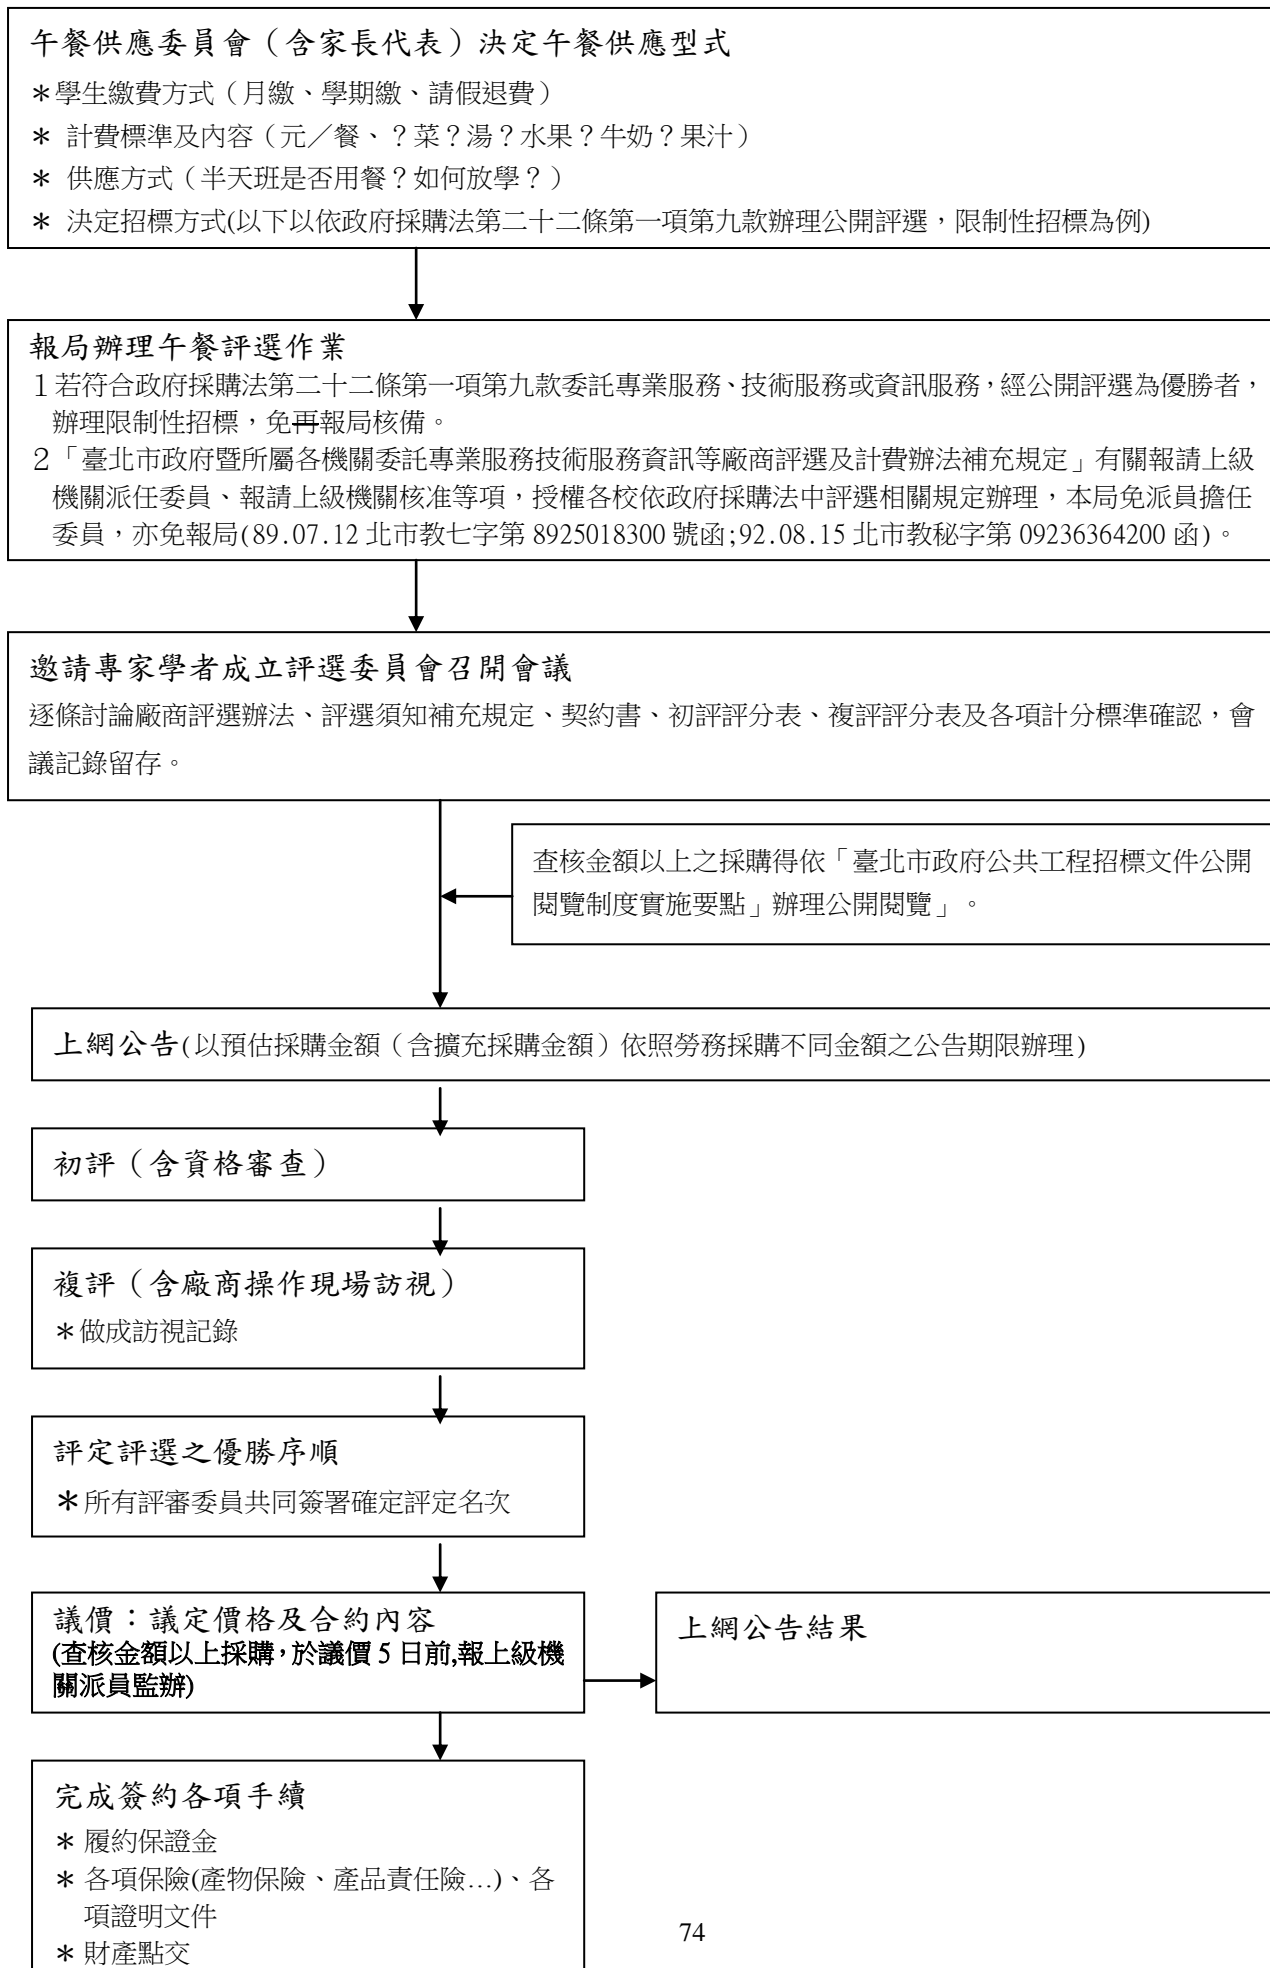 午餐供應委員會（含家長代表）決定午餐供應型式
＊學生繳費方式（月繳、學期繳、請假退費）
＊ 計費標準及內容（元／餐、？菜？湯？水果？牛奶？果汁）
＊ 供應方式（半天班是否用餐？如何放學？）
＊ 決定招標方式(以下以依政府採購法第二十二條第一項第九款辦理公開評選，限制性招標為例)
報局辦理午餐評選作業
１若符合政府採購法第二十二條第一項第九款委託專業服務、技術服務或資訊服務，經公開評選為優勝者，
辦理限制性招標，免再報局核備。
２「臺北市政府暨所屬各機關委託專業服務技術服務資訊等廠商評選及計費辦法補充規定」有關報請上級
機關派任委員、報請上級機關核准等項，授權各校依政府採購法中評選相關規定辦理，本局免派員擔任
委員，亦免報局(89.07.12 北市教七字第 8925018300 號函;92.08.15 北市教秘字第 09236364200 函)。
邀請專家學者成立評選委員會召開會議
逐條討論廠商評選辦法、評選須知補充規定、契約書、初評評分表、複評評分表及各項計分標準確認，會
議記錄留存。
查核金額以上之採購得依「臺北市政府公共工程招標文件公開
閱覽制度實施要點」辦理公開閱覽」。
上網公告(以預估採購金額（含擴充採購金額）依照勞務採購不同金額之公告期限辦理)
初評（含資格審查）
複評（含廠商操作現場訪視）
＊做成訪視記錄
評定評選之優勝序順
＊所有評審委員共同簽署確定評定名次
議價：議定價格及合約內容
(查核金額以上採購，於議價 5 日前,報上級機
關派員監辦)
上網公告結果
完成簽約各項手續
＊ 履約保證金
＊ 各項保險(產物保險、產品責任險…)、各
項證明文件
＊ 財產點交
74